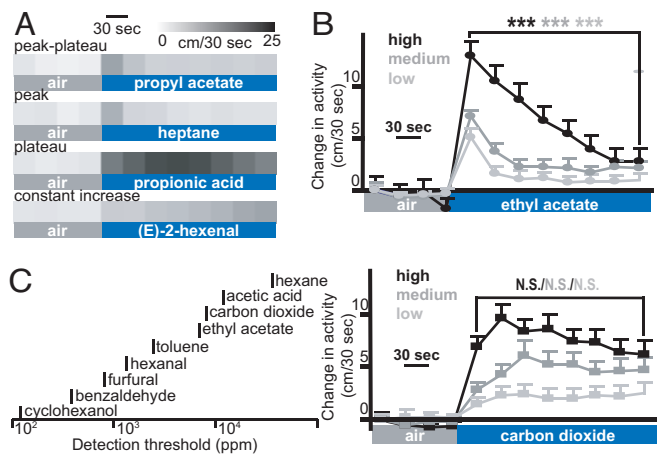 A
30 sec
0 cm/30 sec 25
peak-plateau
air propyl acetate
peak
air heptane
plateau
air propionic acid
constant increase
air (E)-2-hexenal
B
high
medium
low
*** *** ***
30 sec
10
5
0
Change in activity
(cm/30 sec)
air ethyl acetate
C
hexane
acetic acid
carbon dioxide
ethyl acetate
toluene
hexanal
furfural
benzaldehyde
cyclohexanol
10² 10³ 10⁴
Detection threshold (ppm)
high
medium
low
N.S./N.S./N.S.
30 sec
10
5
0
Change in activity
(cm/30 sec)
air carbon dioxide